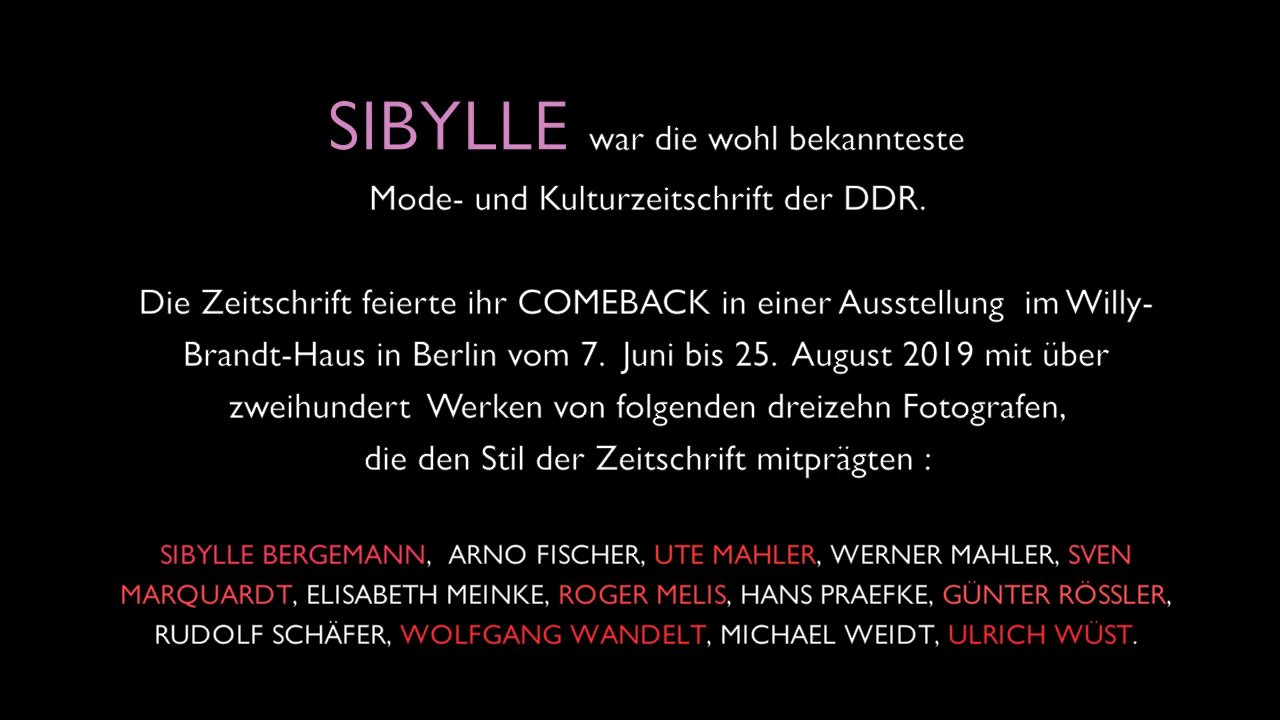 SIBYLLE war die wohl bekannteste
Mode- und Kulturzeitschrift der DDR.
Die Zeitschrift feierte ihr COMEBACK in einer Ausstellung im Willy-
Brandt-Haus in Berlin vom 7. Juni bis 25. August 2019 mit über
zweihundert Werken von folgenden dreizehn Fotografen,
die den Stil der Zeitschrift mitprägten :
SIBYLLE BERGEMANN, ARNO FISCHER, UTE MAHLER, WERNER MAHLER, SVEN
MARQUARDT, ELISABETH MEINKE, ROGER MELIS, HANS PRAEFKE, GÜNTER RÖSSLER,
RUDOLF SCHÄFER, WOLFGANG WANDELT, MICHAEL WEIDT, ULRICH WÜST.